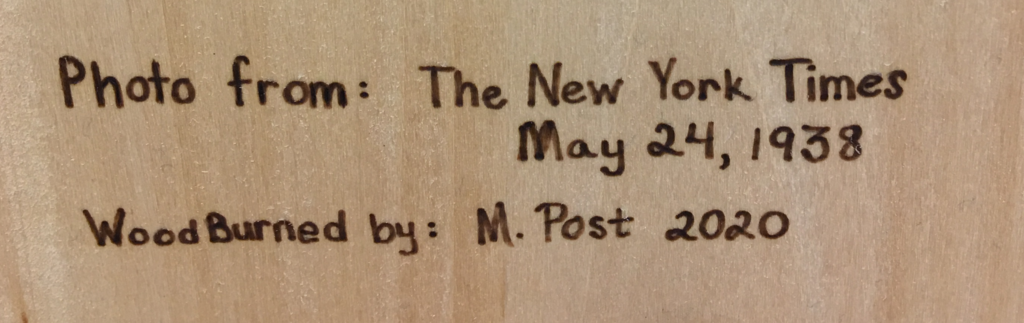 Photo from: The New York Times
May 24, 1938
WoodBurned by: M. Post 2020